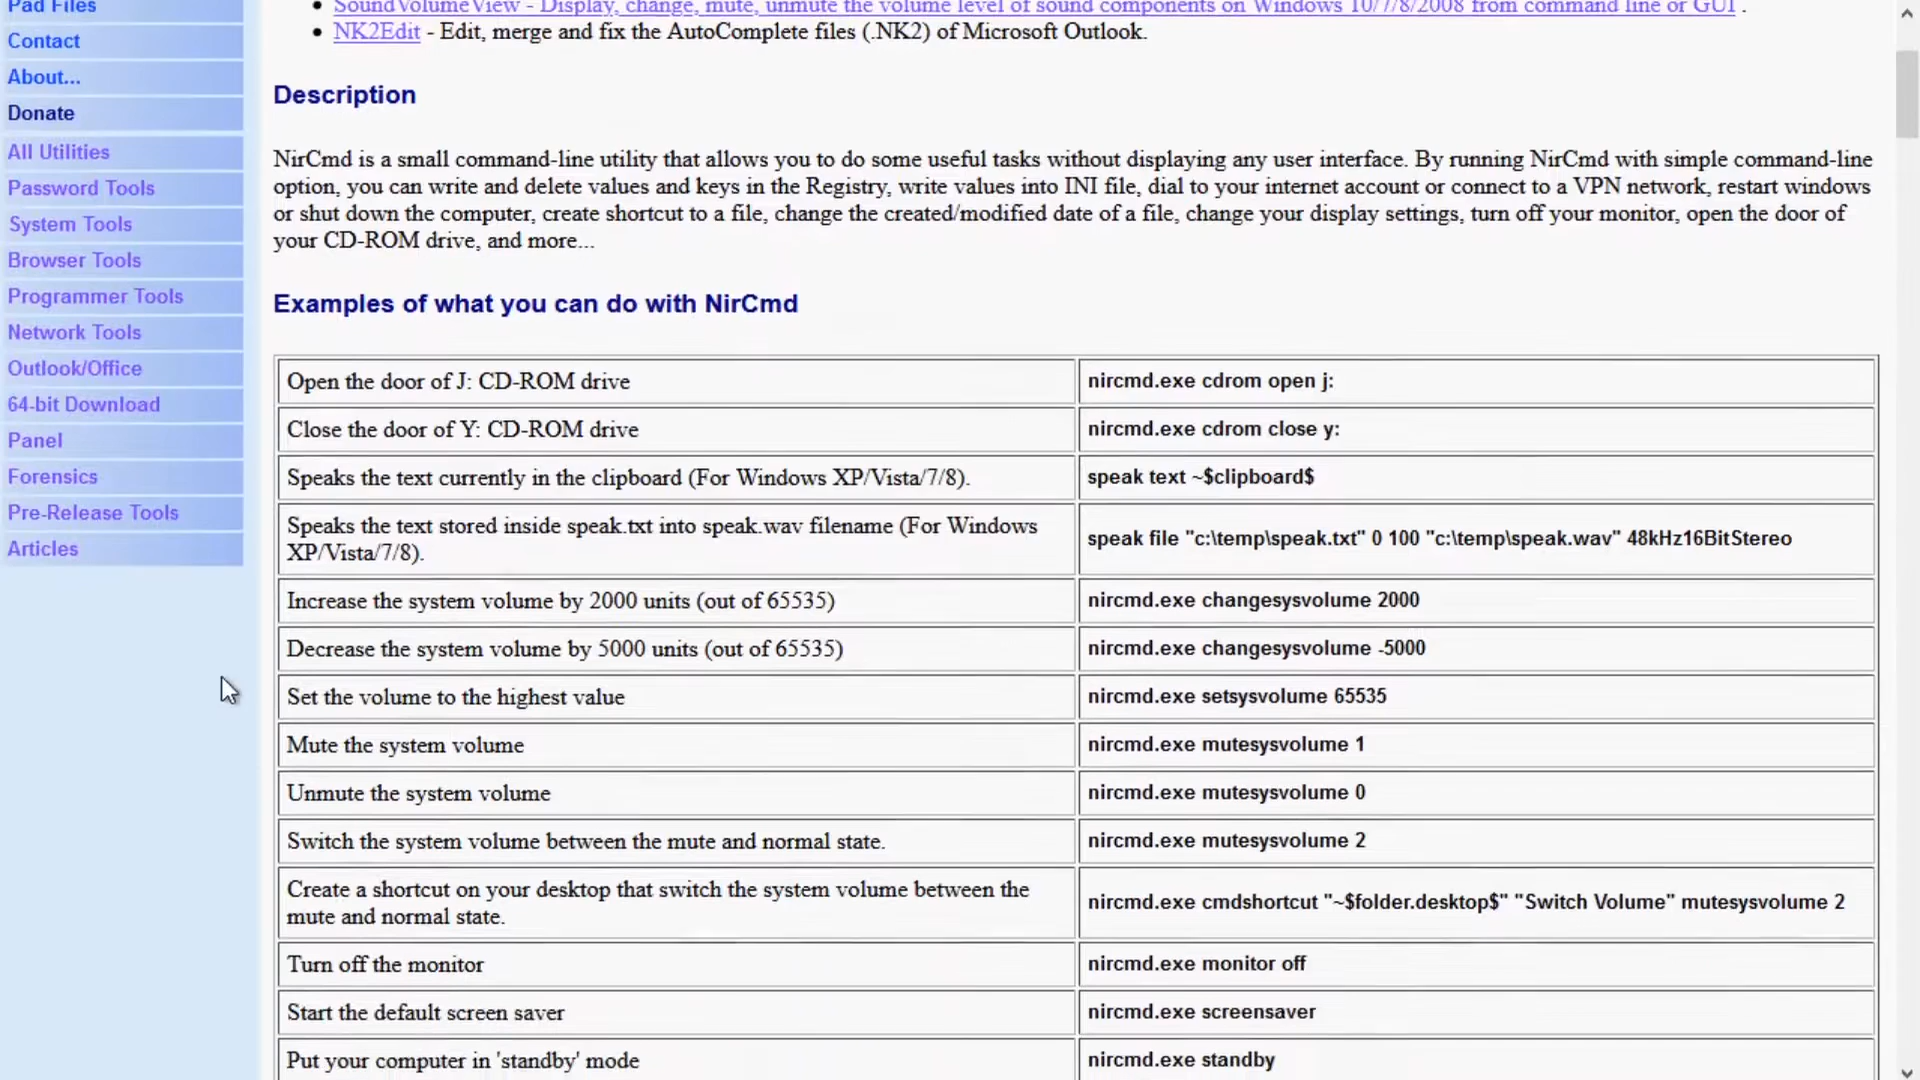 Pad Files
Contact
About...
Donate
All Utilities
Password Tools
System Tools
Browser Tools
Programmer Tools
Network Tools
Outlook/Office
64-bit Download
Panel
Forensics
Pre-Release Tools
Articles
SoundVolumeView - Display, change, mute, unmute the volume level of sound components on Windows 10/7/8/2008 from command line or GUI .
NK2Edit - Edit, merge and fix the AutoComplete files (.NK2) of Microsoft Outlook.
Description
NirCmd is a small command-line utility that allows you to do some useful tasks without displaying any user interface. By running NirCmd with simple command-line
option, you can write and delete values and keys in the Registry, write values into INI file, dial to your internet account or connect to a VPN network, restart windows
or shut down the computer, create shortcut to a file, change the created/modified date of a file, change your display settings, turn off your monitor, open the door of
your CD-ROM drive, and more...
Examples of what you can do with NirCmd
Open the door of J: CD-ROM drive
nircmd.exe cdrom open j:
Close the door of Y: CD-ROM drive
nircmd.exe cdrom close y:
Speaks the text currently in the clipboard (For Windows XP/Vista/7/8).
speak text ~$clipboard$
Speaks the text stored inside speak.txt into speak.wav filename (For Windows
XP/Vista/7/8).
speak file "c:\temp\speak.txt" 0 100 "c:\temp\speak.wav" 48kHz16BitStereo
Increase the system volume by 2000 units (out of 65535)
nircmd.exe changesysvolume 2000
Decrease the system volume by 5000 units (out of 65535)
nircmd.exe changesysvolume -5000
Set the volume to the highest value
nircmd.exe setsysvolume 65535
Mute the system volume
nircmd.exe mutesysvolume 1
Unmute the system volume
nircmd.exe mutesysvolume 0
Switch the system volume between the mute and normal state.
nircmd.exe mutesysvolume 2
Create a shortcut on your desktop that switch the system volume between the
mute and normal state.
nircmd.exe cmdshortcut "~$folder.desktop$" "Switch Volume" mutesysvolume 2
Turn off the monitor
nircmd.exe monitor off
Start the default screen saver
nircmd.exe screensaver
Put your computer in 'standby' mode
nircmd.exe standby